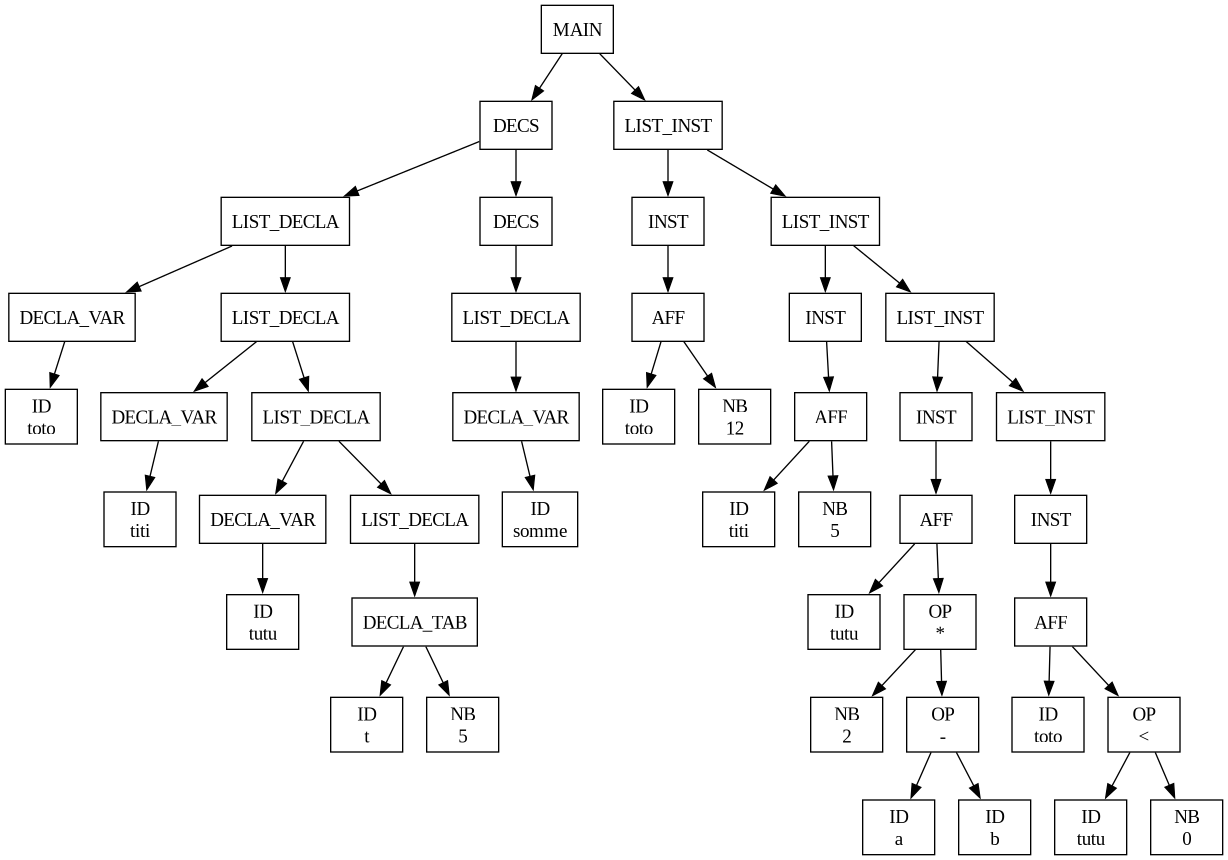 MAIN
DECS
LIST_INST
LIST_DECLA
DECS
INST
LIST_INST
DECLA_VAR
LIST_DECLA
LIST_DECLA
AFF
INST
LIST_INST
ID
toto
DECLA_VAR
LIST_DECLA
DECLA_VAR
ID
toto
NB
12
AFF
INST
LIST_INST
ID
titi
DECLA_VAR
LIST_DECLA
ID
somme
ID
titi
NB
5
AFF
INST
ID
tutu
DECLA_TAB
ID
tutu
OP
*
AFF
ID
t
NB
5
NB
2
OP
-
ID
toto
OP
<
ID
a
ID
b
ID
tutu
NB
0